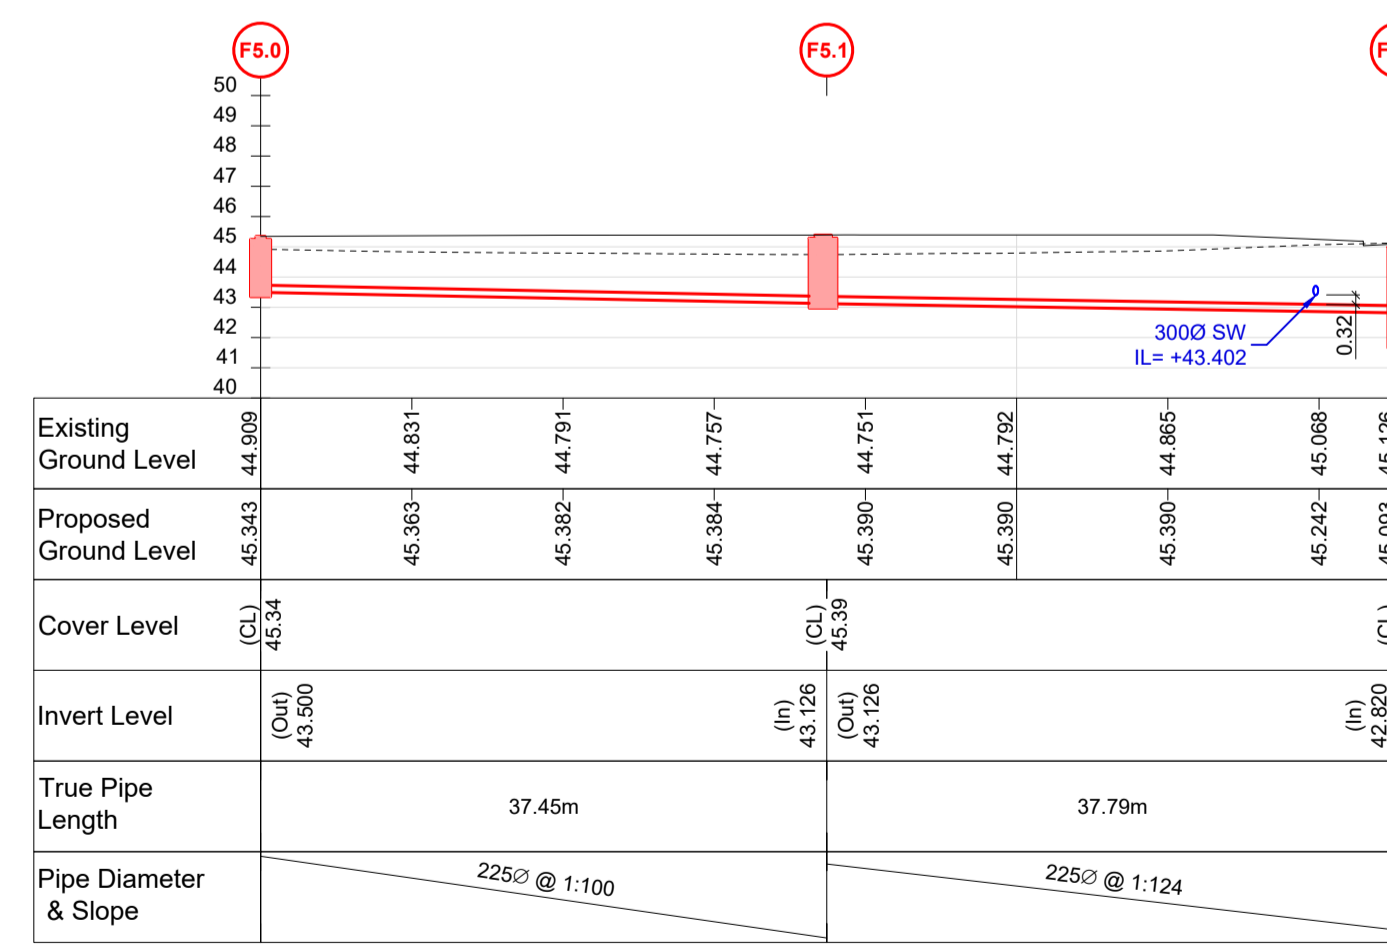 F5.0
F5.1
F
50
49
48
47
46
45
44
43
42
41
40
300Ø SW
IL= +43.402
0.32
Existing
Ground Level
44.909
44.831
44.791
44.757
44.751
44.792
44.865
45.068
Proposed
Ground Level
45.343
45.363
45.382
45.384
45.390
45.390
45.390
45.242
Cover Level
(CL)
45.34
(CL)
45.39
Invert Level
(Out)
43.500
(In)
43.126
(Out)
43.126
(In)
42.820
True Pipe
Length
37.45m
37.79m
Pipe Diameter
& Slope
225∅ @ 1:100
225∅ @ 1:124